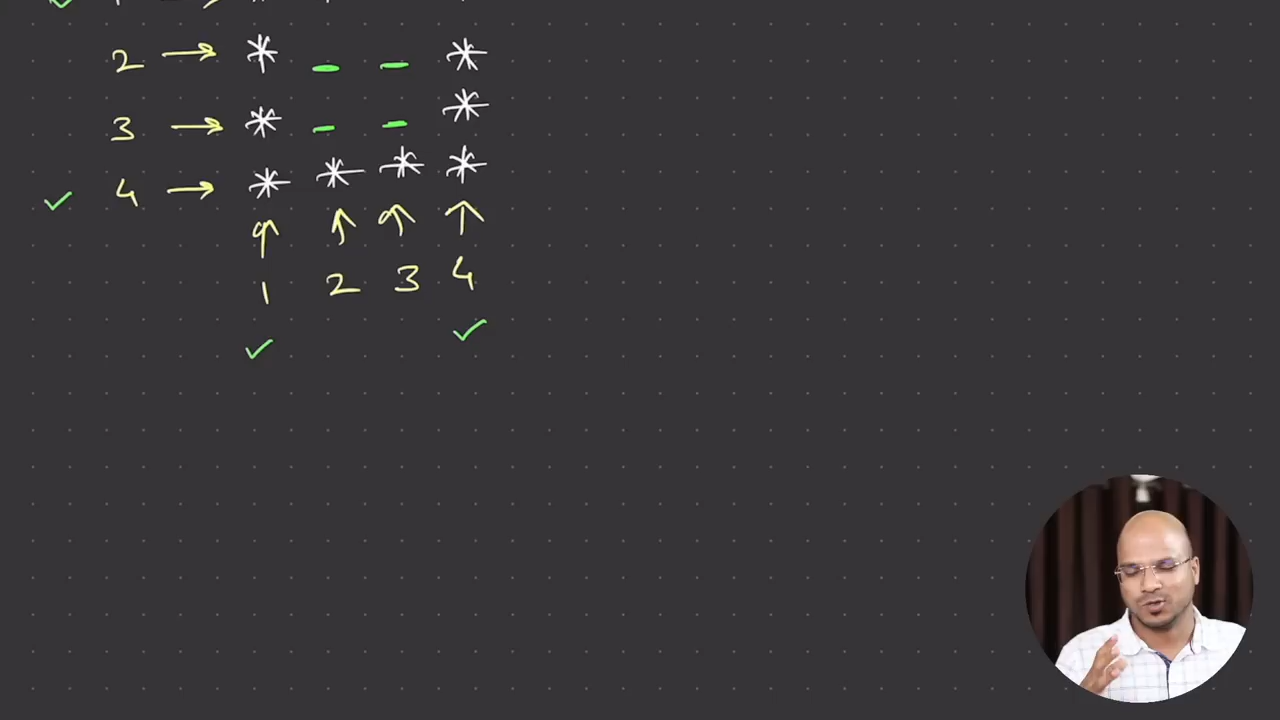 2 → * - - *
3 → * - - *
✓ 4 → * * * *
↑ ↑ ↑ ↑
1 2 3 4
✓ ✓